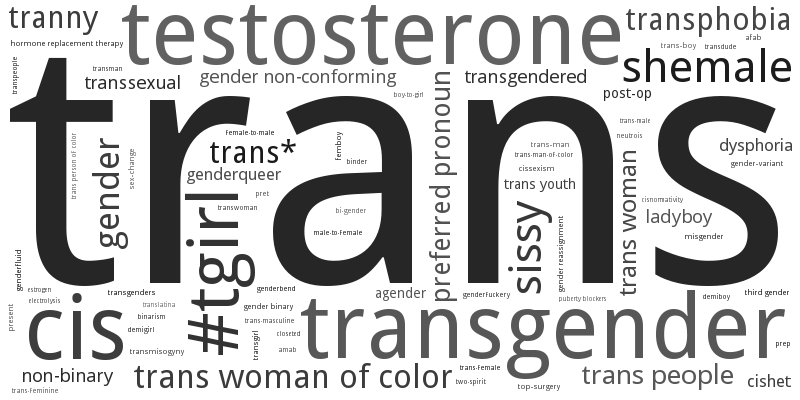 tranny
testosterone
transphobia
hormone replacement therapy
trans-boy
afab
transdude
transpeople
transman
transsexual
gender non-conforming
transgendered
shemale
boy-to-girl
post-op
trans
trans person of color
gender
sex-change
Female-to-male
trans*
genderqueer
Femboy
binder
pret
transwoman
bi-gender
male-to-Female
#tgirl
preferred pronoun
trans-man
trans-man-of-color
cissexism
trans youth
sissy
gender reassignment
trans-male
neutrois
trans woman
dysphoria
gender-variant
cisnormativity
ladyboy
misgender
genderfluid
estrogen
electrolysis
present
transgenders
translatina
binarism
demigirl
transmisogyny
cis
genderbend
gender binary
trans-masculine
transgirl
closeted
amab
agender
genderFuckery
puberty blockers
demiboy
third gender
transgender
prep
non-binary
trans-Feminine
trans woman of color
trans-Female
two-spirit
top-surgery
trans people
cishet